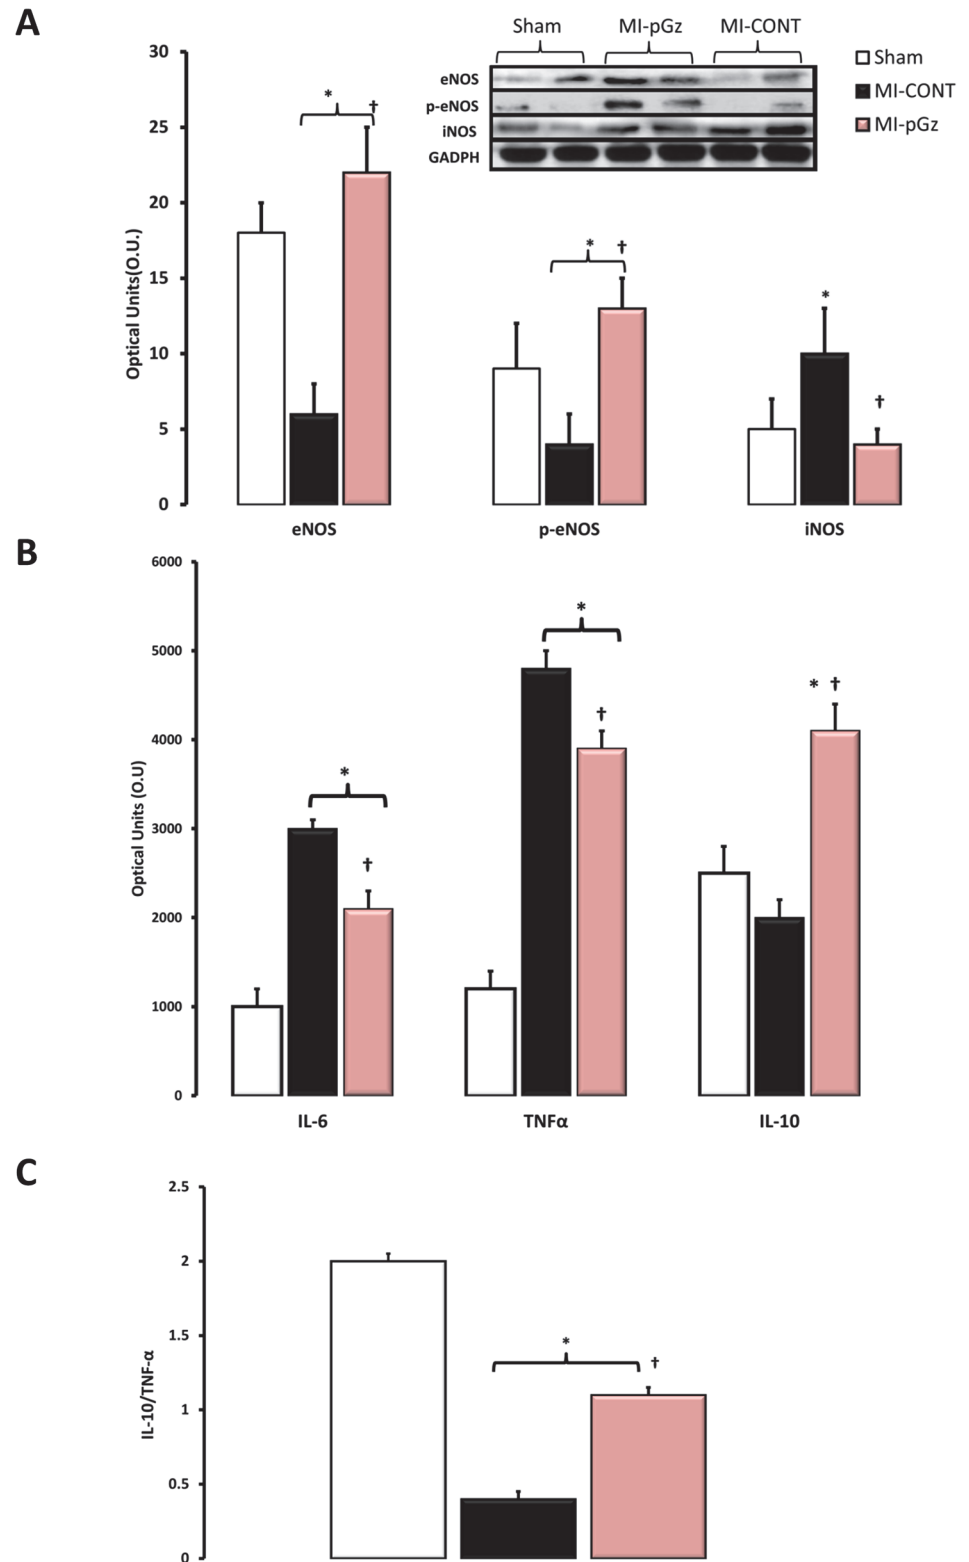 A
Sham MI-pGz MI-CONT
eNOS
p-eNOS
iNOS
GADPH
Sham
MI-CONT
MI-pGz
Optical Units(O.U.)
30
25
20
15
10
5
0
* †
* †
*
†
eNOS p-eNOS iNOS
B
Optical Units (O.U)
6000
5000
4000
3000
2000
1000
0
*
†
*
†
* †
IL-6 TNFα IL-10
C
IL-10/TNF-α
2.5
2
1.5
1
0.5
0
*
†